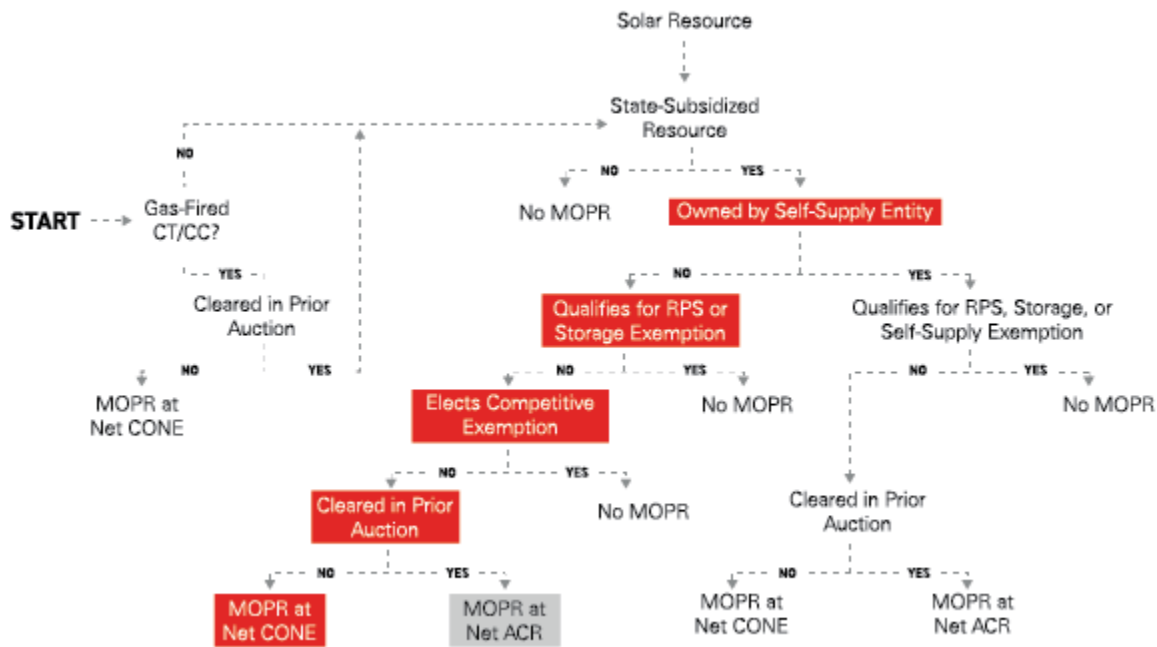 Solar Resource
State-Subsidized
Resource
NO
NO
YES
START
Gas-Fired
CT/CC?
No MOPR
Owned by Self-Supply Entity
YES
NO
YES
Cleared in Prior
Auction
Qualifies for RPS or
Storage Exemption
Qualifies for RPS, Storage, or
Self-Supply Exemption
NO
YES
NO
YES
NO
YES
MOPR at
Net CONE
Elects Competitive
Exemption
No MOPR
No MOPR
NO
YES
Cleared in Prior
Auction
No MOPR
Cleared in Prior
Auction
NO
YES
NO
YES
MOPR at
Net CONE
MOPR at
Net ACR
MOPR at
Net CONE
MOPR at
Net ACR